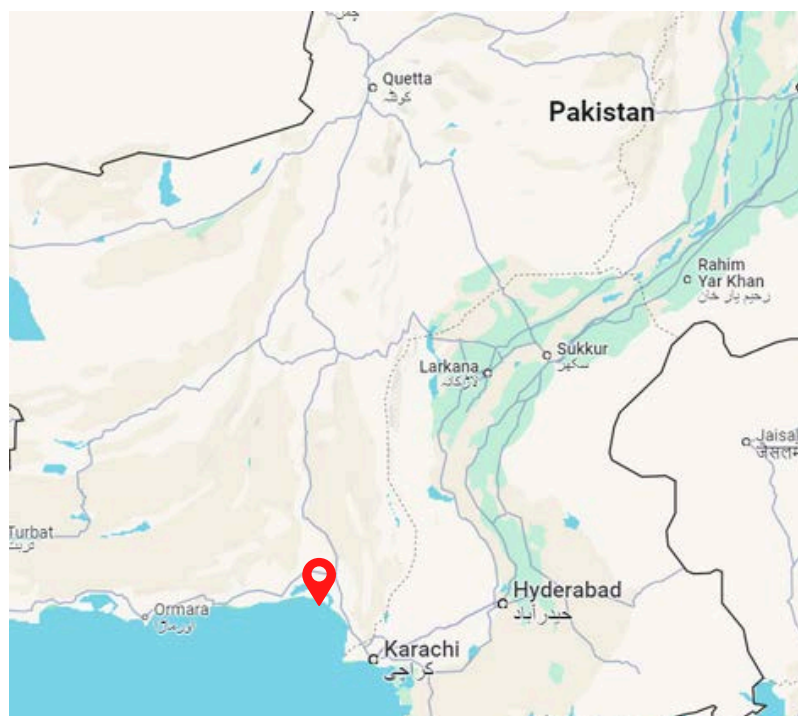 چمن
Quetta
کوئٹہ
Pakistan
Rahim
Yar Khan
رحیم یار خان
Sukkur
سکھر
Larkana
لاڑکانہ
जैसलमे
Turbat
تربت
Ormara
اورماڑہ
Hyderabad
حیدرآباد
Karachi
کراچی